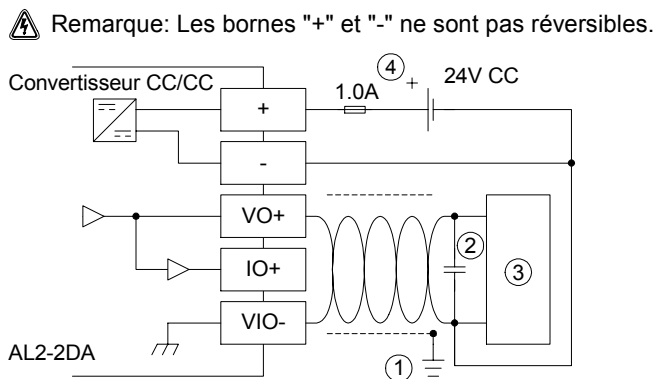 Remarque: Les bornes "+" et "-" ne sont pas réversibles.
Convertisseur CC/CC
1.0A
4
+
24V CC
+
-
VO+
IO+
VIO-
2
3
AL2-2DA
1